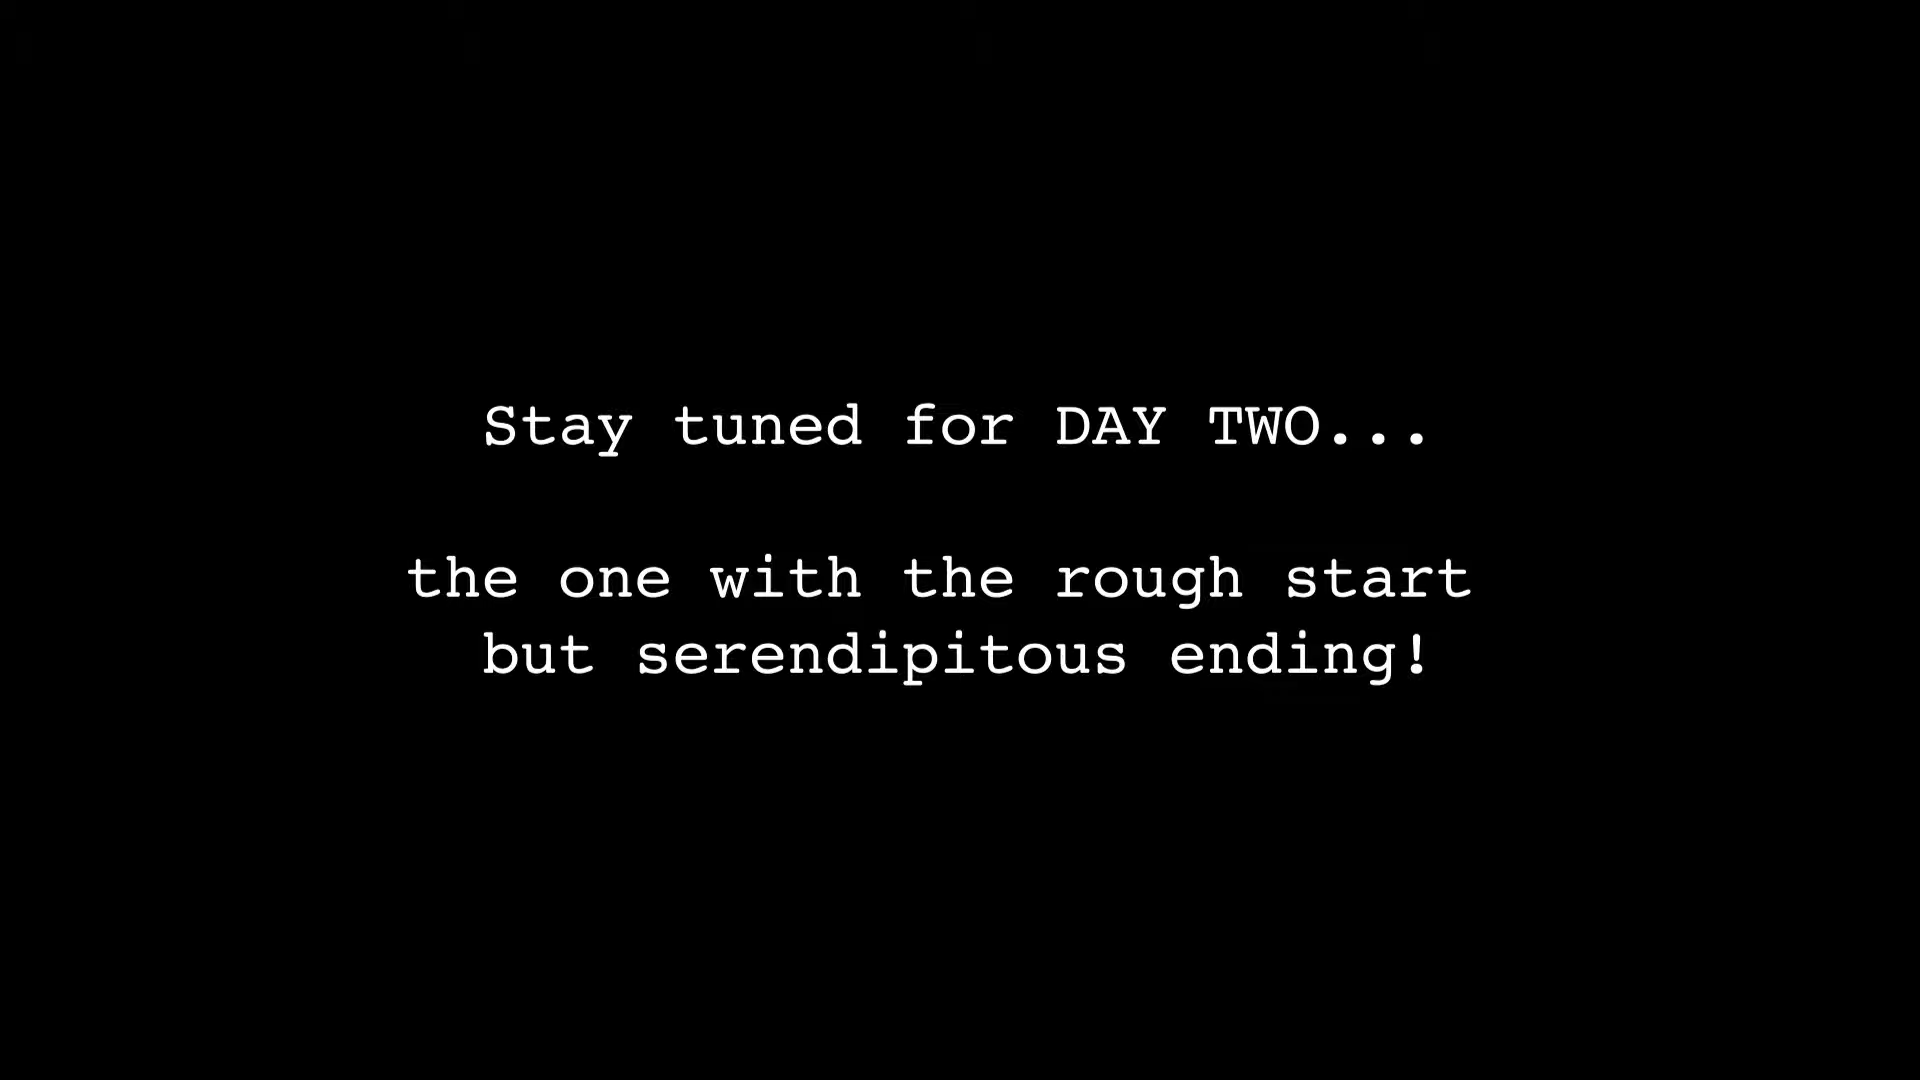 Stay tuned for DAY TWO...
the one with the rough start
but serendipitous ending!